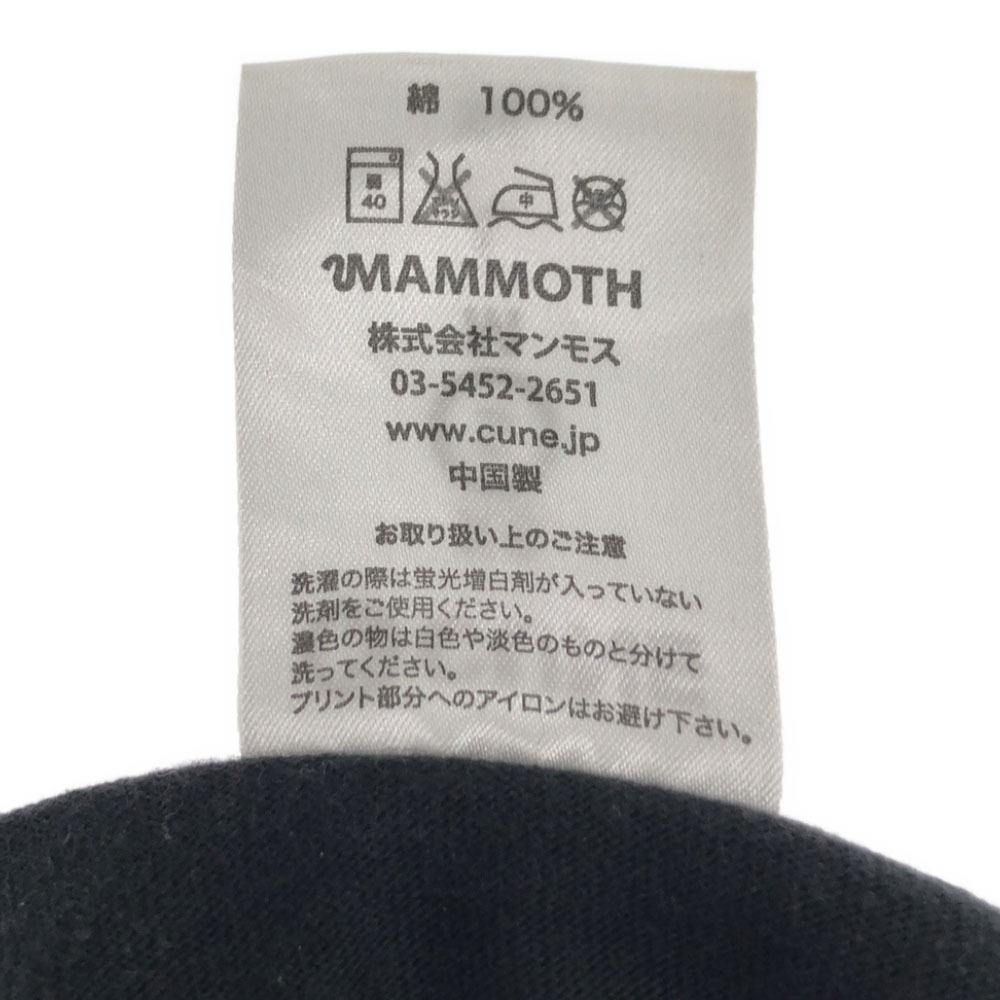 綿 100%
40
中
MAMMOTH
株式会社マンモス
03-5452-2651
www.cune.jp
中国製
お取り扱い上のご注意
洗濯の際は蛍光増白剤が入っていない
洗剤をご使用ください。
濃色の物は白色や淡色のものと分けて
洗ってください。
プリント部分へのアイロンはお避け下さい。